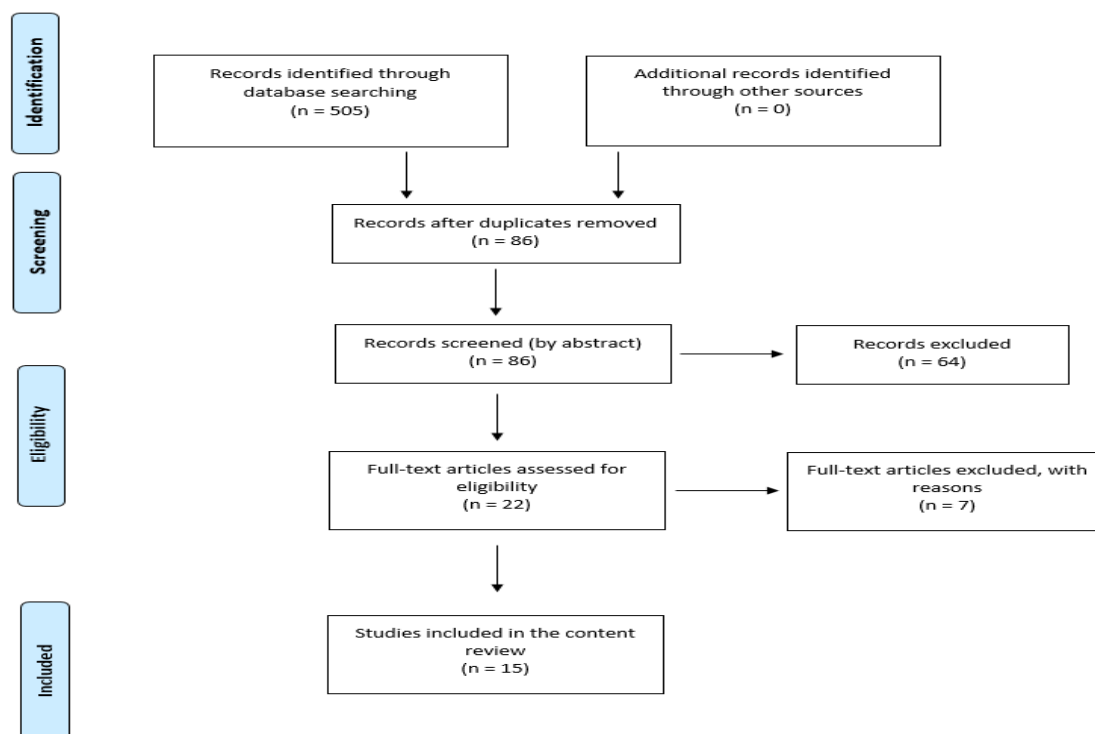 Identification
Records identified through
database searching
(n = 505)
Additional records identified
through other sources
(n = 0)
Screening
Records after duplicates removed
(n = 86)
Records screened (by abstract)
(n = 86)
Records excluded
(n = 64)
Eligibility
Full-text articles assessed for
eligibility
(n = 22)
Full-text articles excluded, with
reasons
(n = 7)
Included
Studies included in the content
review
(n = 15)